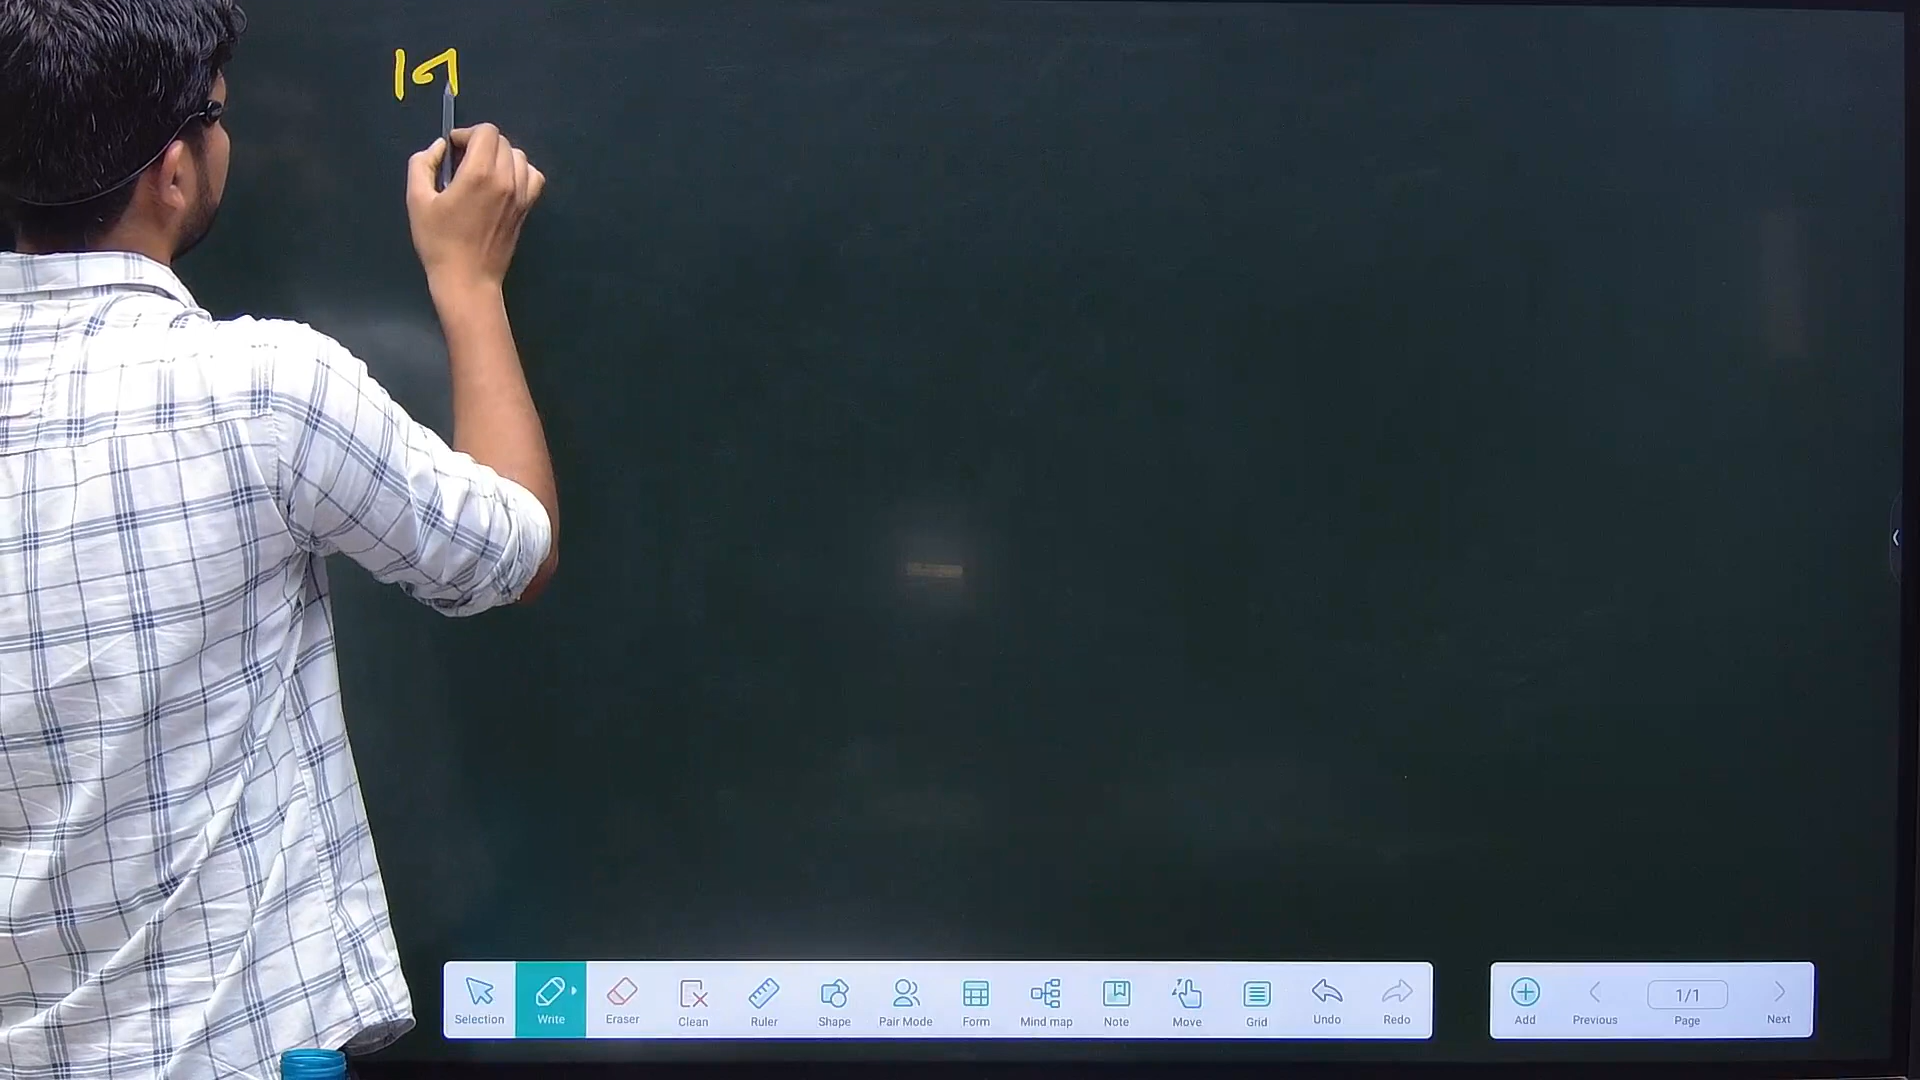 Selection
Write
Eraser
Clean
Ruler
Shape
Pair Mode
Form
Mind map
Note
Move
Grid
Undo
Redo
Add
Previous
1/1
Page
Next